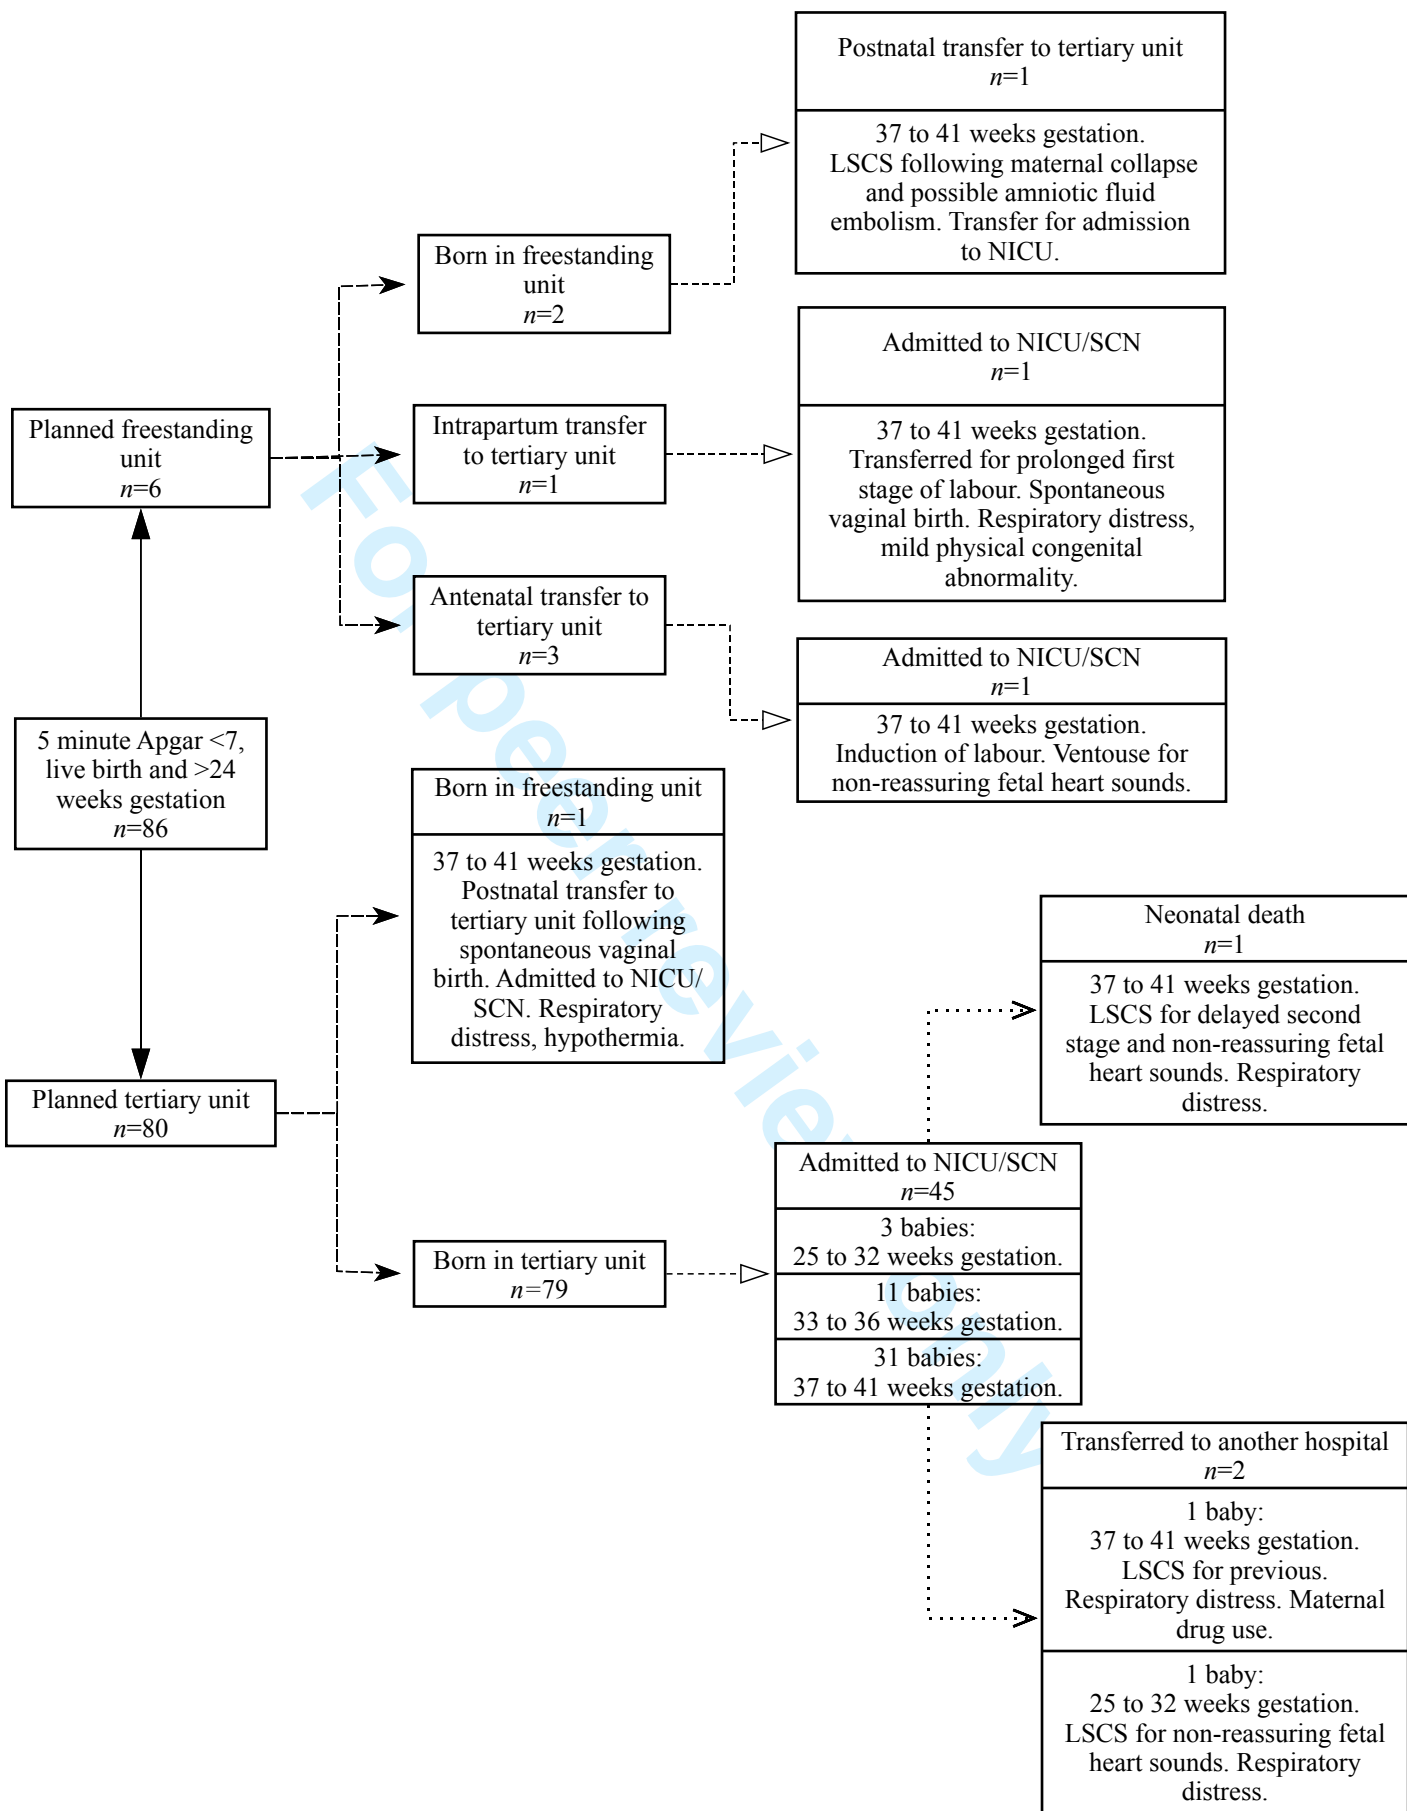 Postnatal transfer to tertiary unit
n=1
37 to 41 weeks gestation.
LSCS following maternal collapse
and possible amniotic fluid
embolism. Transfer for admission
to NICU.
Born in freestanding
unit
n=2
Admitted to NICU/SCN
n=1
37 to 41 weeks gestation.
Transferred for prolonged first
stage of labour. Spontaneous
vaginal birth. Respiratory distress,
mild physical congenital
abnormality.
Planned freestanding
unit
n=6
Intrapartum transfer
to tertiary unit
n=1
Antenatal transfer to
tertiary unit
n=3
Admitted to NICU/SCN
n=1
37 to 41 weeks gestation.
Induction of labour. Ventouse for
non-reassuring fetal heart sounds.
5 minute Apgar <7,
live birth and >24
weeks gestation
n=86
Born in freestanding unit
n=1
37 to 41 weeks gestation.
Postnatal transfer to
tertiary unit following
spontaneous vaginal
birth. Admitted to NICU/
SCN. Respiratory
distress, hypothermia.
Neonatal death
n=1
37 to 41 weeks gestation.
LSCS for delayed second
stage and non-reassuring fetal
heart sounds. Respiratory
distress.
Planned tertiary unit
n=80
Admitted to NICU/SCN
n=45
3 babies:
25 to 32 weeks gestation.
11 babies:
33 to 36 weeks gestation.
31 babies:
37 to 41 weeks gestation.
Born in tertiary unit
n=79
Transferred to another hospital
n=2
1 baby:
37 to 41 weeks gestation.
LSCS for previous.
Respiratory distress. Maternal
drug use.
1 baby:
25 to 32 weeks gestation.
LSCS for non-reassuring fetal
heart sounds. Respiratory
distress.
For peer review only